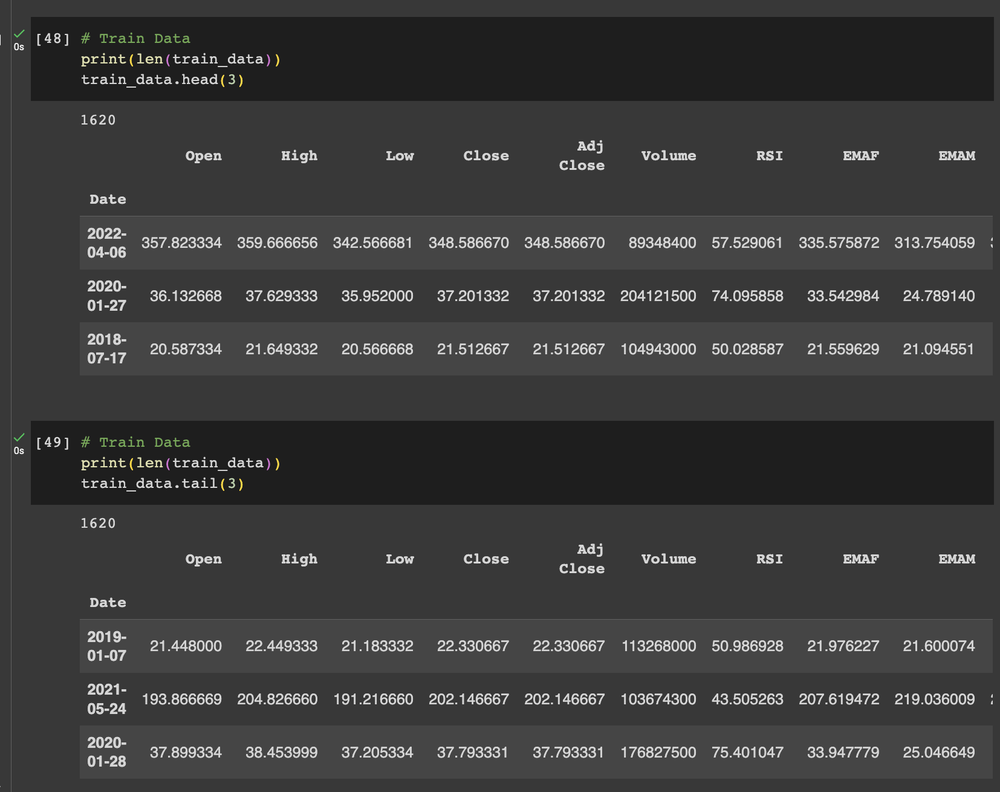 [48] # Train Data
0s
print(len(train_data))
train_data.head(3)
1620
Open High Low Close Adj Close Volume RSI EMAF EMAM
Date
2022-04-06 357.823334 359.666656 342.566681 348.586670 348.586670 89348400 57.529061 335.575872 313.754059
2020-01-27 36.132668 37.629333 35.952000 37.201332 37.201332 204121500 74.095858 33.542984 24.789140
2018-07-17 20.587334 21.649332 20.566668 21.512667 21.512667 104943000 50.028587 21.559629 21.094551
[49] # Train Data
0s
print(len(train_data))
train_data.tail(3)
1620
Open High Low Close Adj Close Volume RSI EMAF EMAM
Date
2019-01-07 21.448000 22.449333 21.183332 22.330667 22.330667 113268000 50.986928 21.976227 21.600074
2021-05-24 193.866669 204.826660 191.216660 202.146667 202.146667 103674300 43.505263 207.619472 219.036009
2020-01-28 37.899334 38.453999 37.205334 37.793331 37.793331 176827500 75.401047 33.947779 25.046649